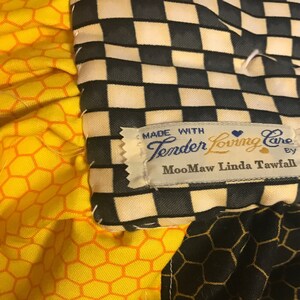 MADE WITH
Tender Loving Care
BY
MooMaw Linda Tawfall